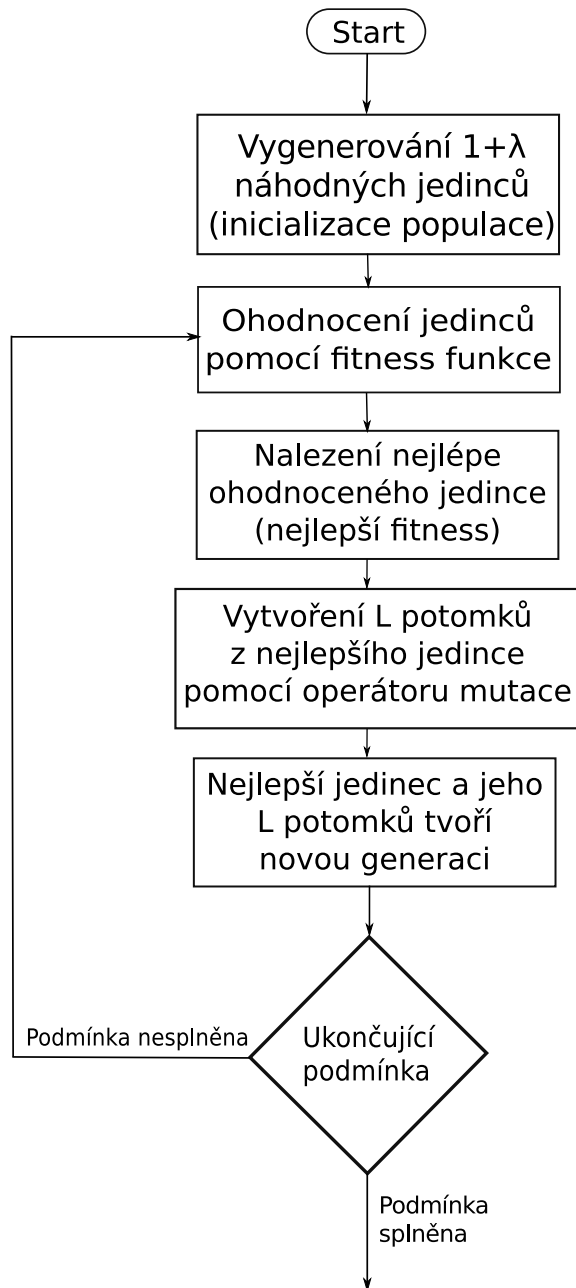 Start
Vygenerování 1+λ
náhodných jedinců
(inicializace populace)
Ohodnocení jedinců
pomocí fitness funkce
Nalezení nejlépe
ohodnoceného jedince
(nejlepší fitness)
Vytvoření L potomků
z nejlepšího jedince
pomocí operátoru mutace
Nejlepší jedinec a jeho
L potomků tvoří
novou generaci
Podmínka nesplněna
Ukončující
podmínka
Podmínka
splněna